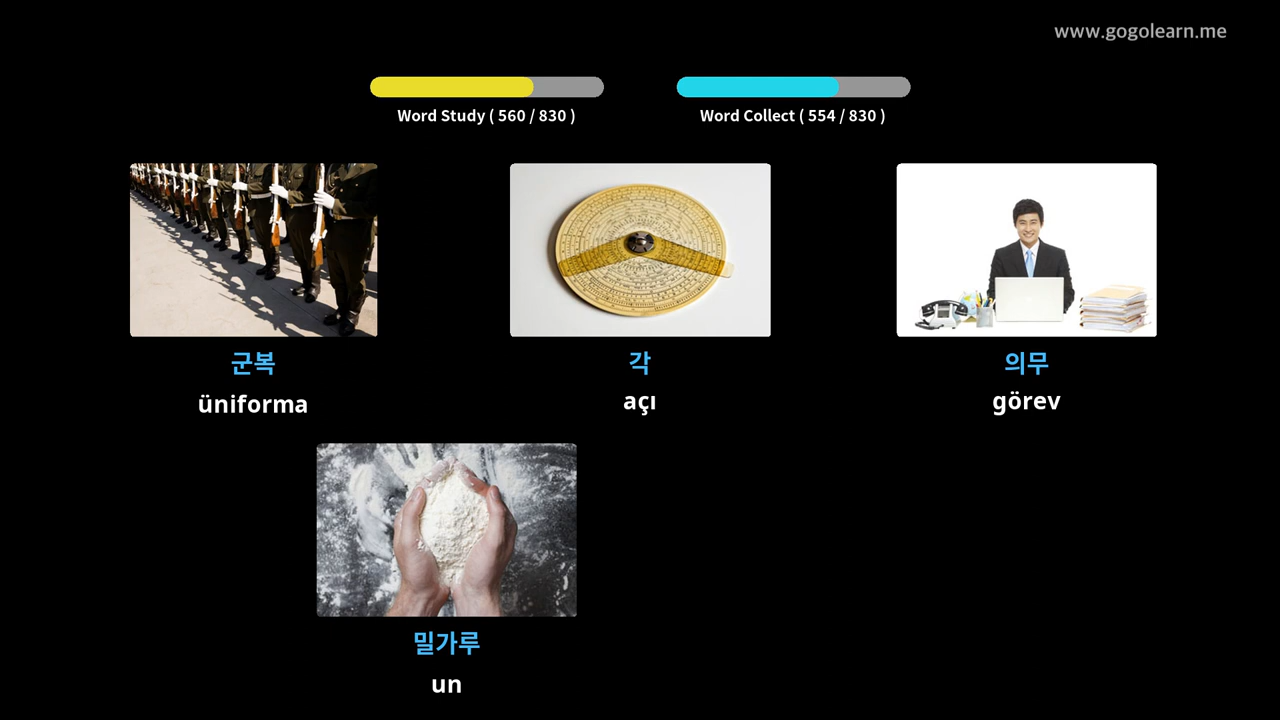 www.gogolearn.me
Word Study ( 560 / 830 )
Word Collect ( 554 / 830 )
군복
üniforma
각
açı
의무
görev
밀가루
un